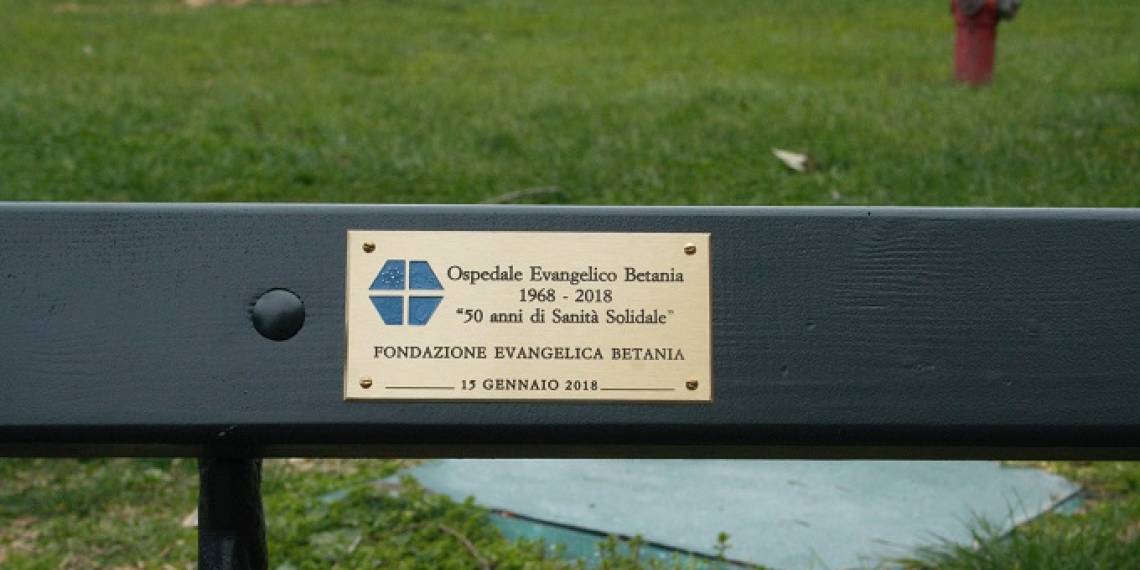 Ospedale Evangelico Betania
1968 - 2018
“50 anni di Sanità Solidale”
FONDAZIONE EVANGELICA BETANIA
15 GENNAIO 2018